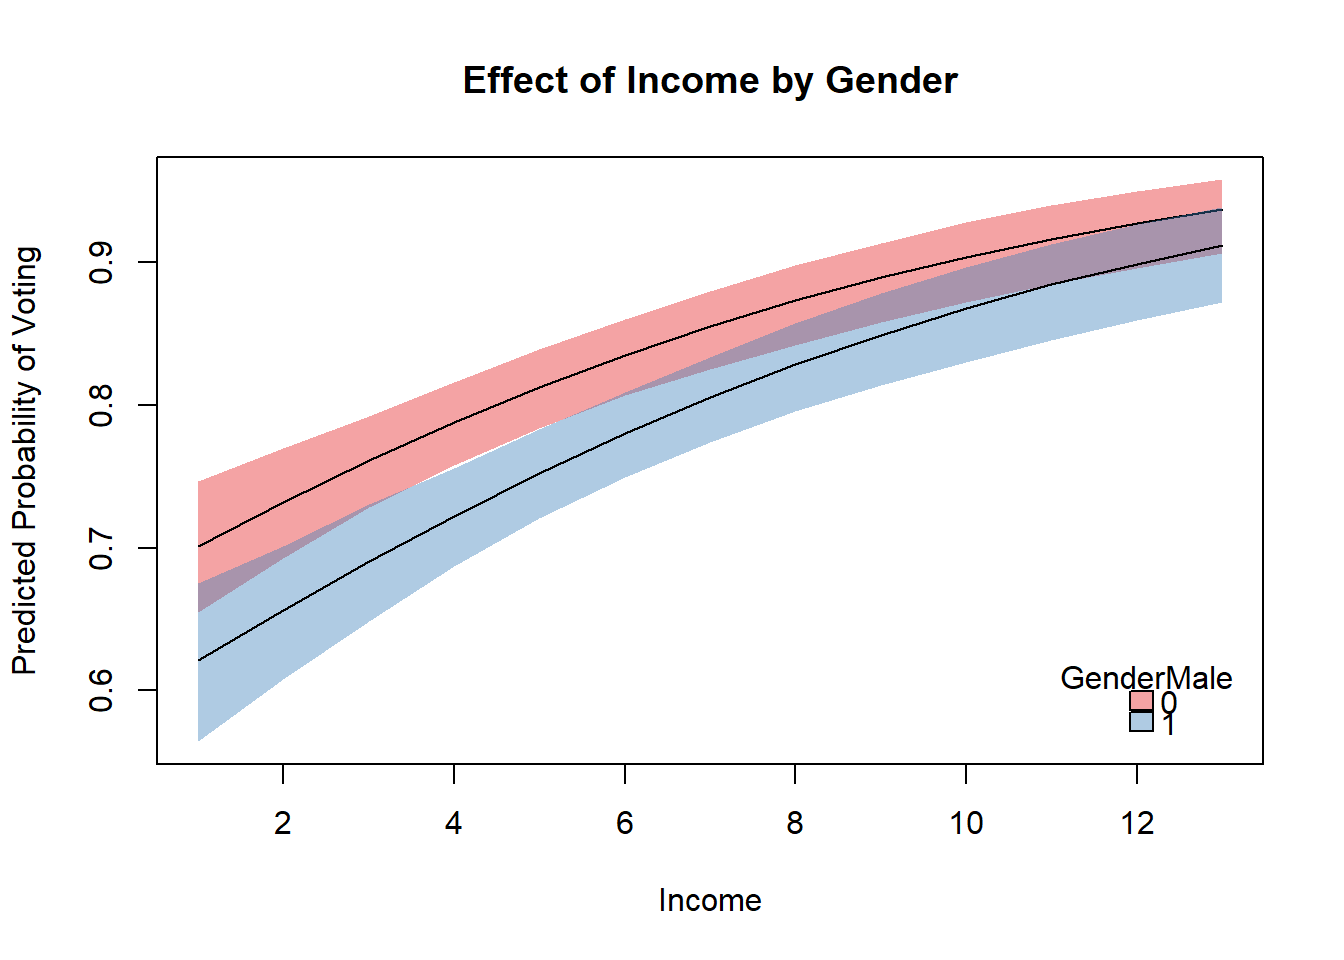 Effect of Income by Gender
Predicted Probability of Voting
0.9
0.8
0.7
0.6
GenderMale
0
1
2 4 6 8 10 12
Income